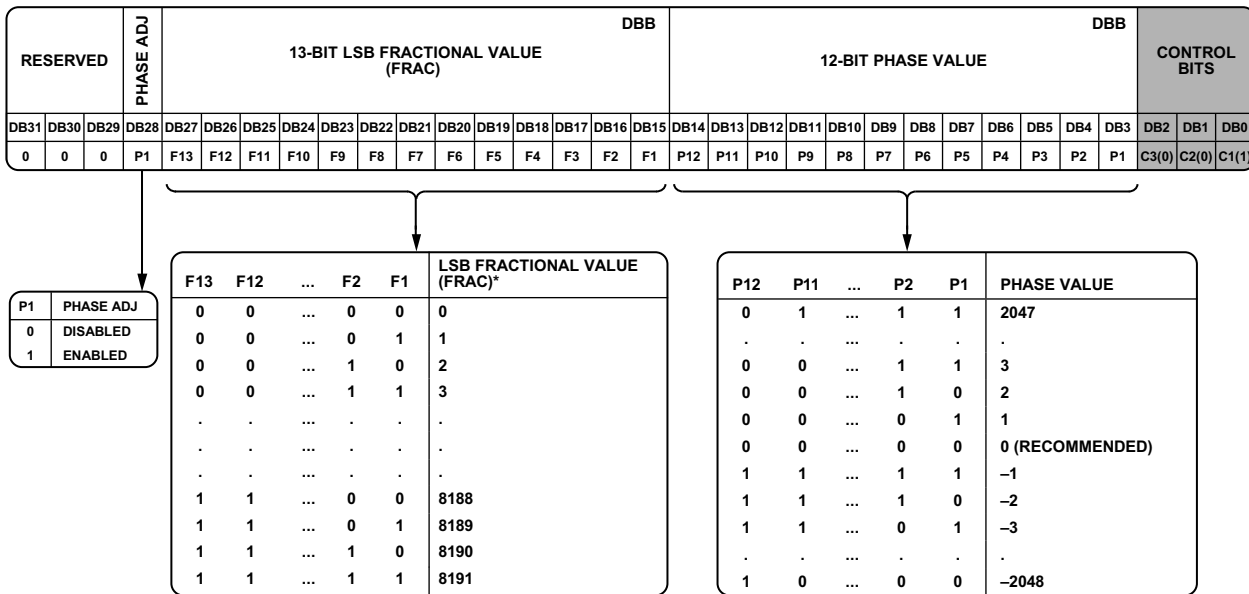 RESERVED
PHASE ADJ
13-BIT LSB FRACTIONAL VALUE
(FRAC)
DBB
12-BIT PHASE VALUE
DBB
CONTROL
BITS
DB31 DB30 DB29 DB28 DB27 DB26 DB25 DB24 DB23 DB22 DB21 DB20 DB19 DB18 DB17 DB16 DB15 DB14 DB13 DB12 DB11 DB10 DB9 DB8 DB7 DB6 DB5 DB4 DB3 DB2 DB1 DB0
0 0 0 P1 F13 F12 F11 F10 F9 F8 F7 F6 F5 F4 F3 F2 F1 P12 P11 P10 P9 P8 P7 P6 P5 P4 P3 P2 P1 C3(0) C2(0) C1(1)
P1 PHASE ADJ
0 DISABLED
1 ENABLED
F13 F12 ... F2 F1 LSB FRACTIONAL VALUE
(FRAC)*
0 0 ... 0 0 0
0 0 ... 0 1 1
0 0 ... 1 0 2
0 0 ... 1 1 3
. . ... . . .
. . ... . . .
. . ... . . .
1 1 ... 0 0 8188
1 1 ... 0 1 8189
1 1 ... 1 0 8190
1 1 ... 1 1 8191
P12 P11 ... P2 P1 PHASE VALUE
0 1 ... 1 1 2047
. . ... . . .
0 0 ... 1 1 3
0 0 ... 1 0 2
0 0 ... 0 1 1
0 0 ... 0 0 0 (RECOMMENDED)
1 1 ... 1 1 –1
1 1 ... 1 0 –2
1 1 ... 0 1 –3
. . ... . . .
1 0 ... 0 0 –2048